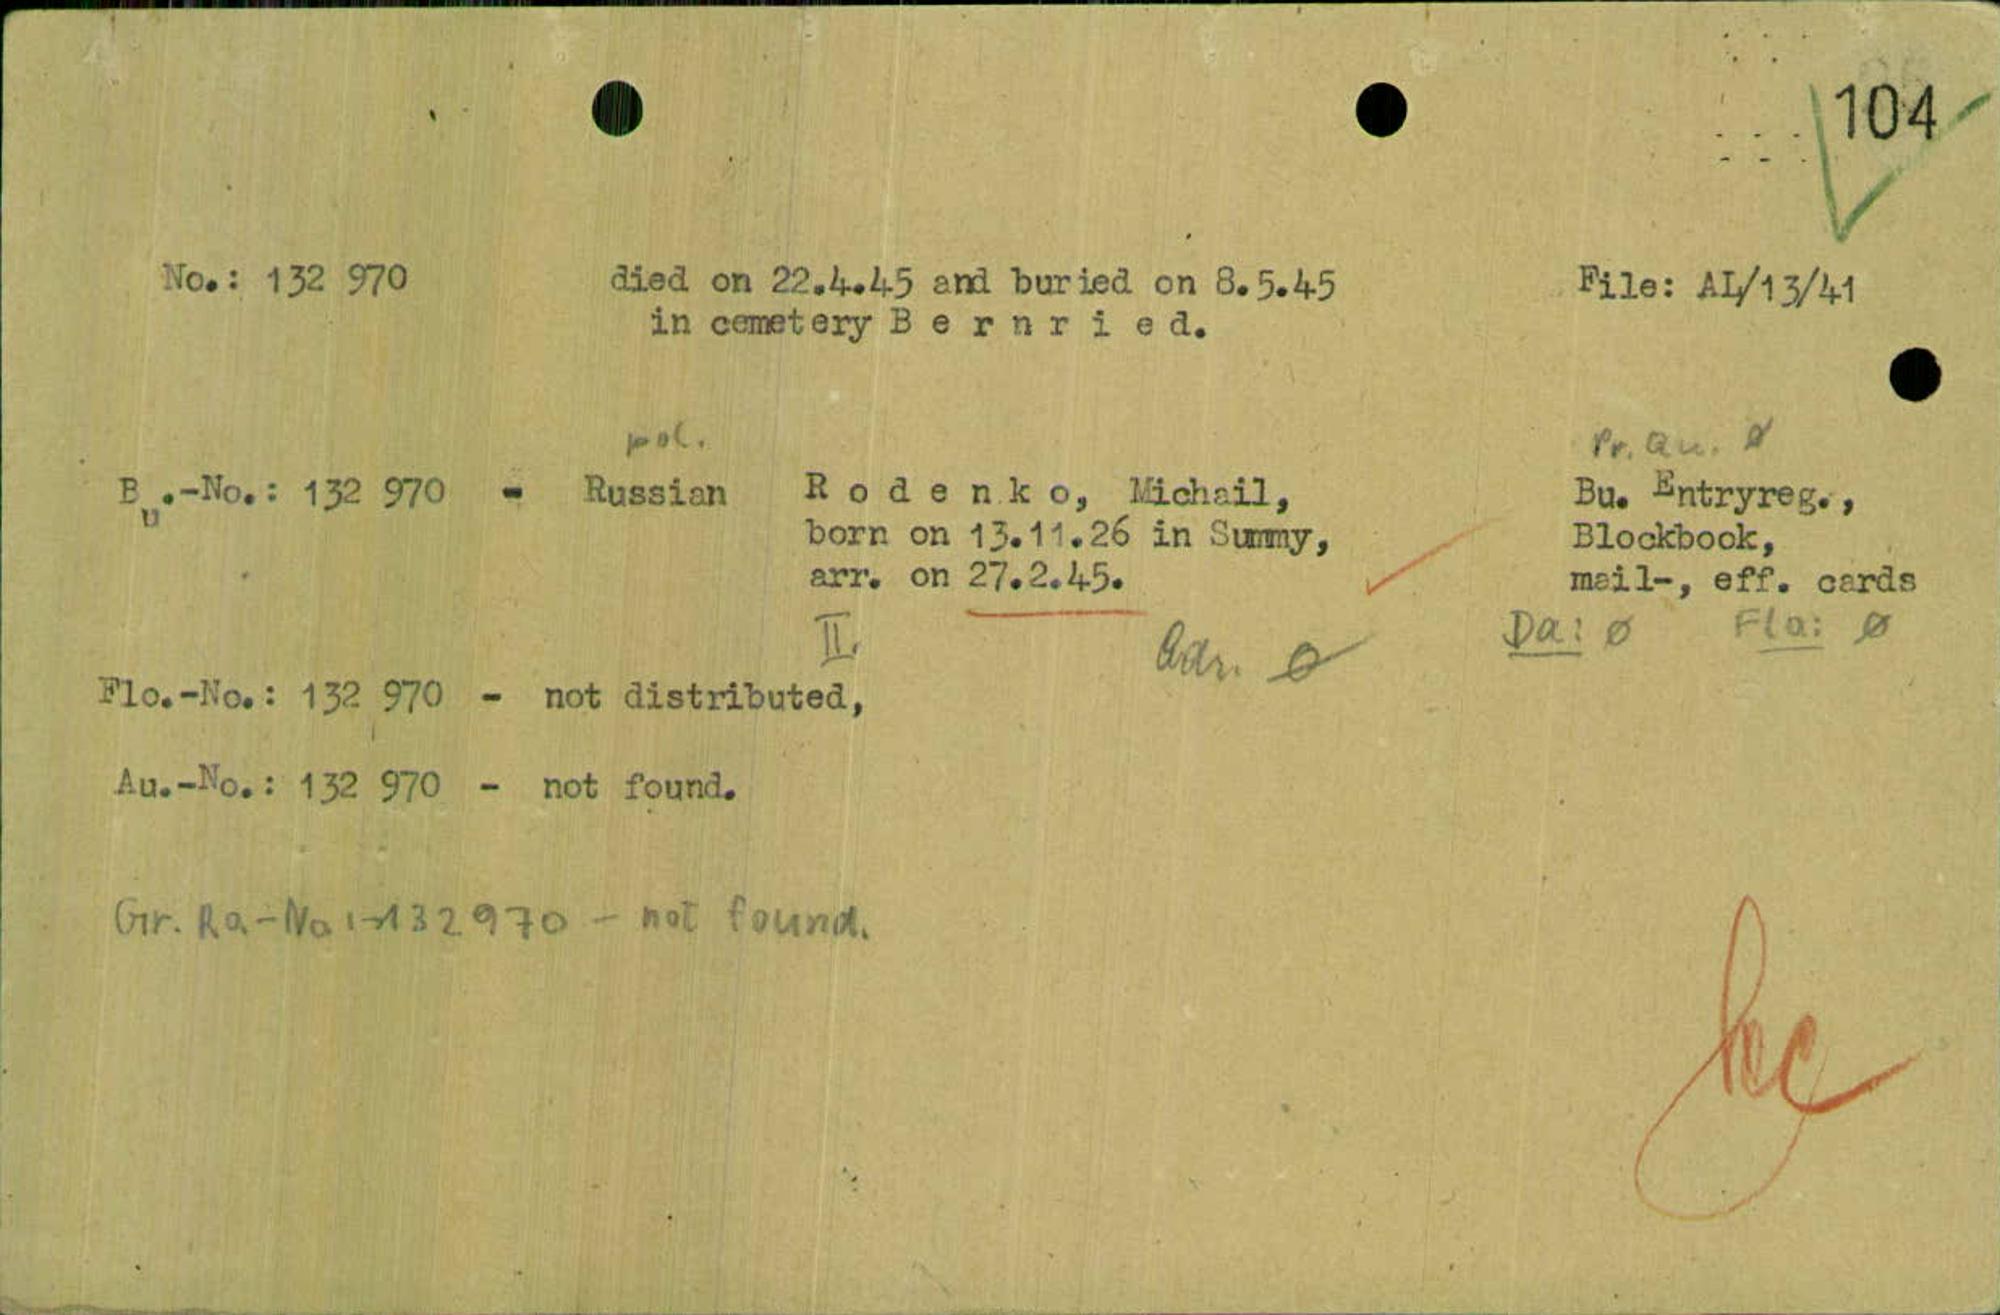 104
No.: 132 970 died on 22.4.45 and buried on 8.5.45 File: AL/13/41
in cemetery B e r n r i e d.
pol. Pr. Qu. Ø
Bu.-No.: 132 970 - Russian R o d e n k o, Michail, Bu. Entryreg.,
born on 13.11.26 in Summy, Blockbook,
arr. on 27.2.45. mail-, eff. cards
II. Adr. Ø Da: Ø Fla: Ø
Flo.-No.: 132 970 - not distributed,
Au.-No.: 132 970 - not found.
Gr. Ra-No: 132970 - not found.